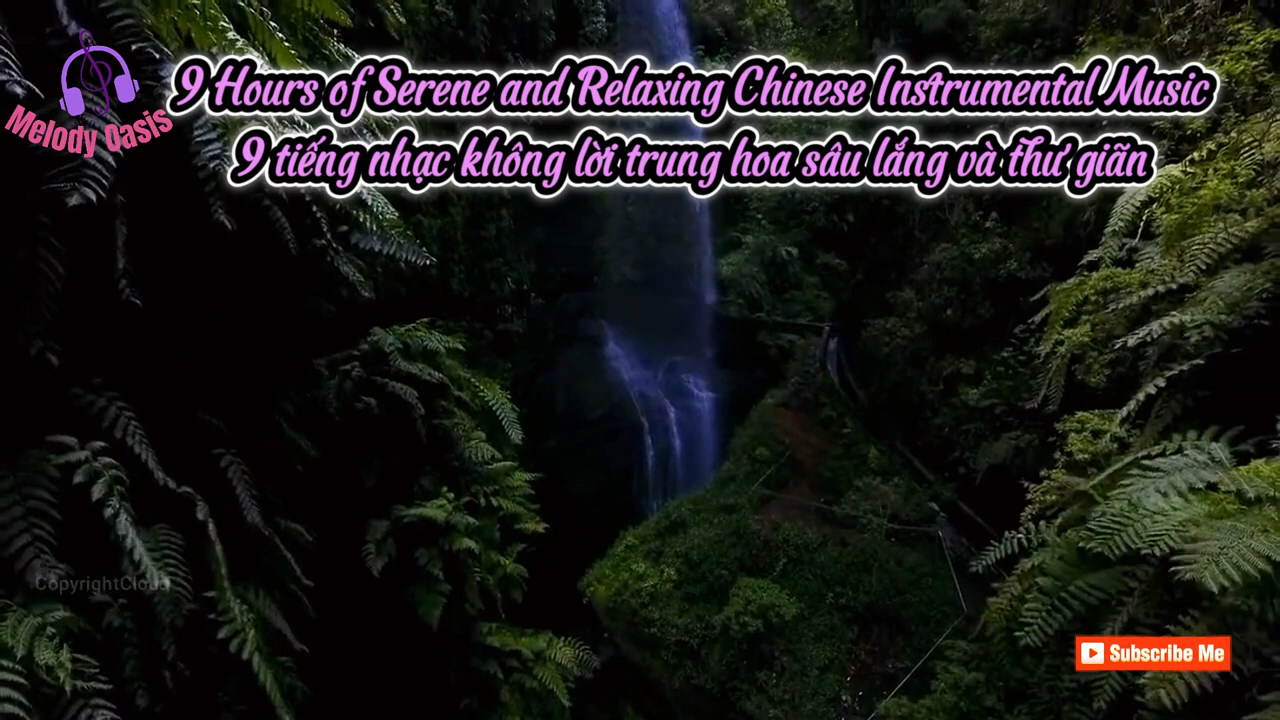 Melody Oasis
9 Hours of Serene and Relaxing Chinese Instrumental Music
9 tiếng nhạc không lời trung hoa sâu lắng và thư giãn
CopyrightCloud
Subscribe Me